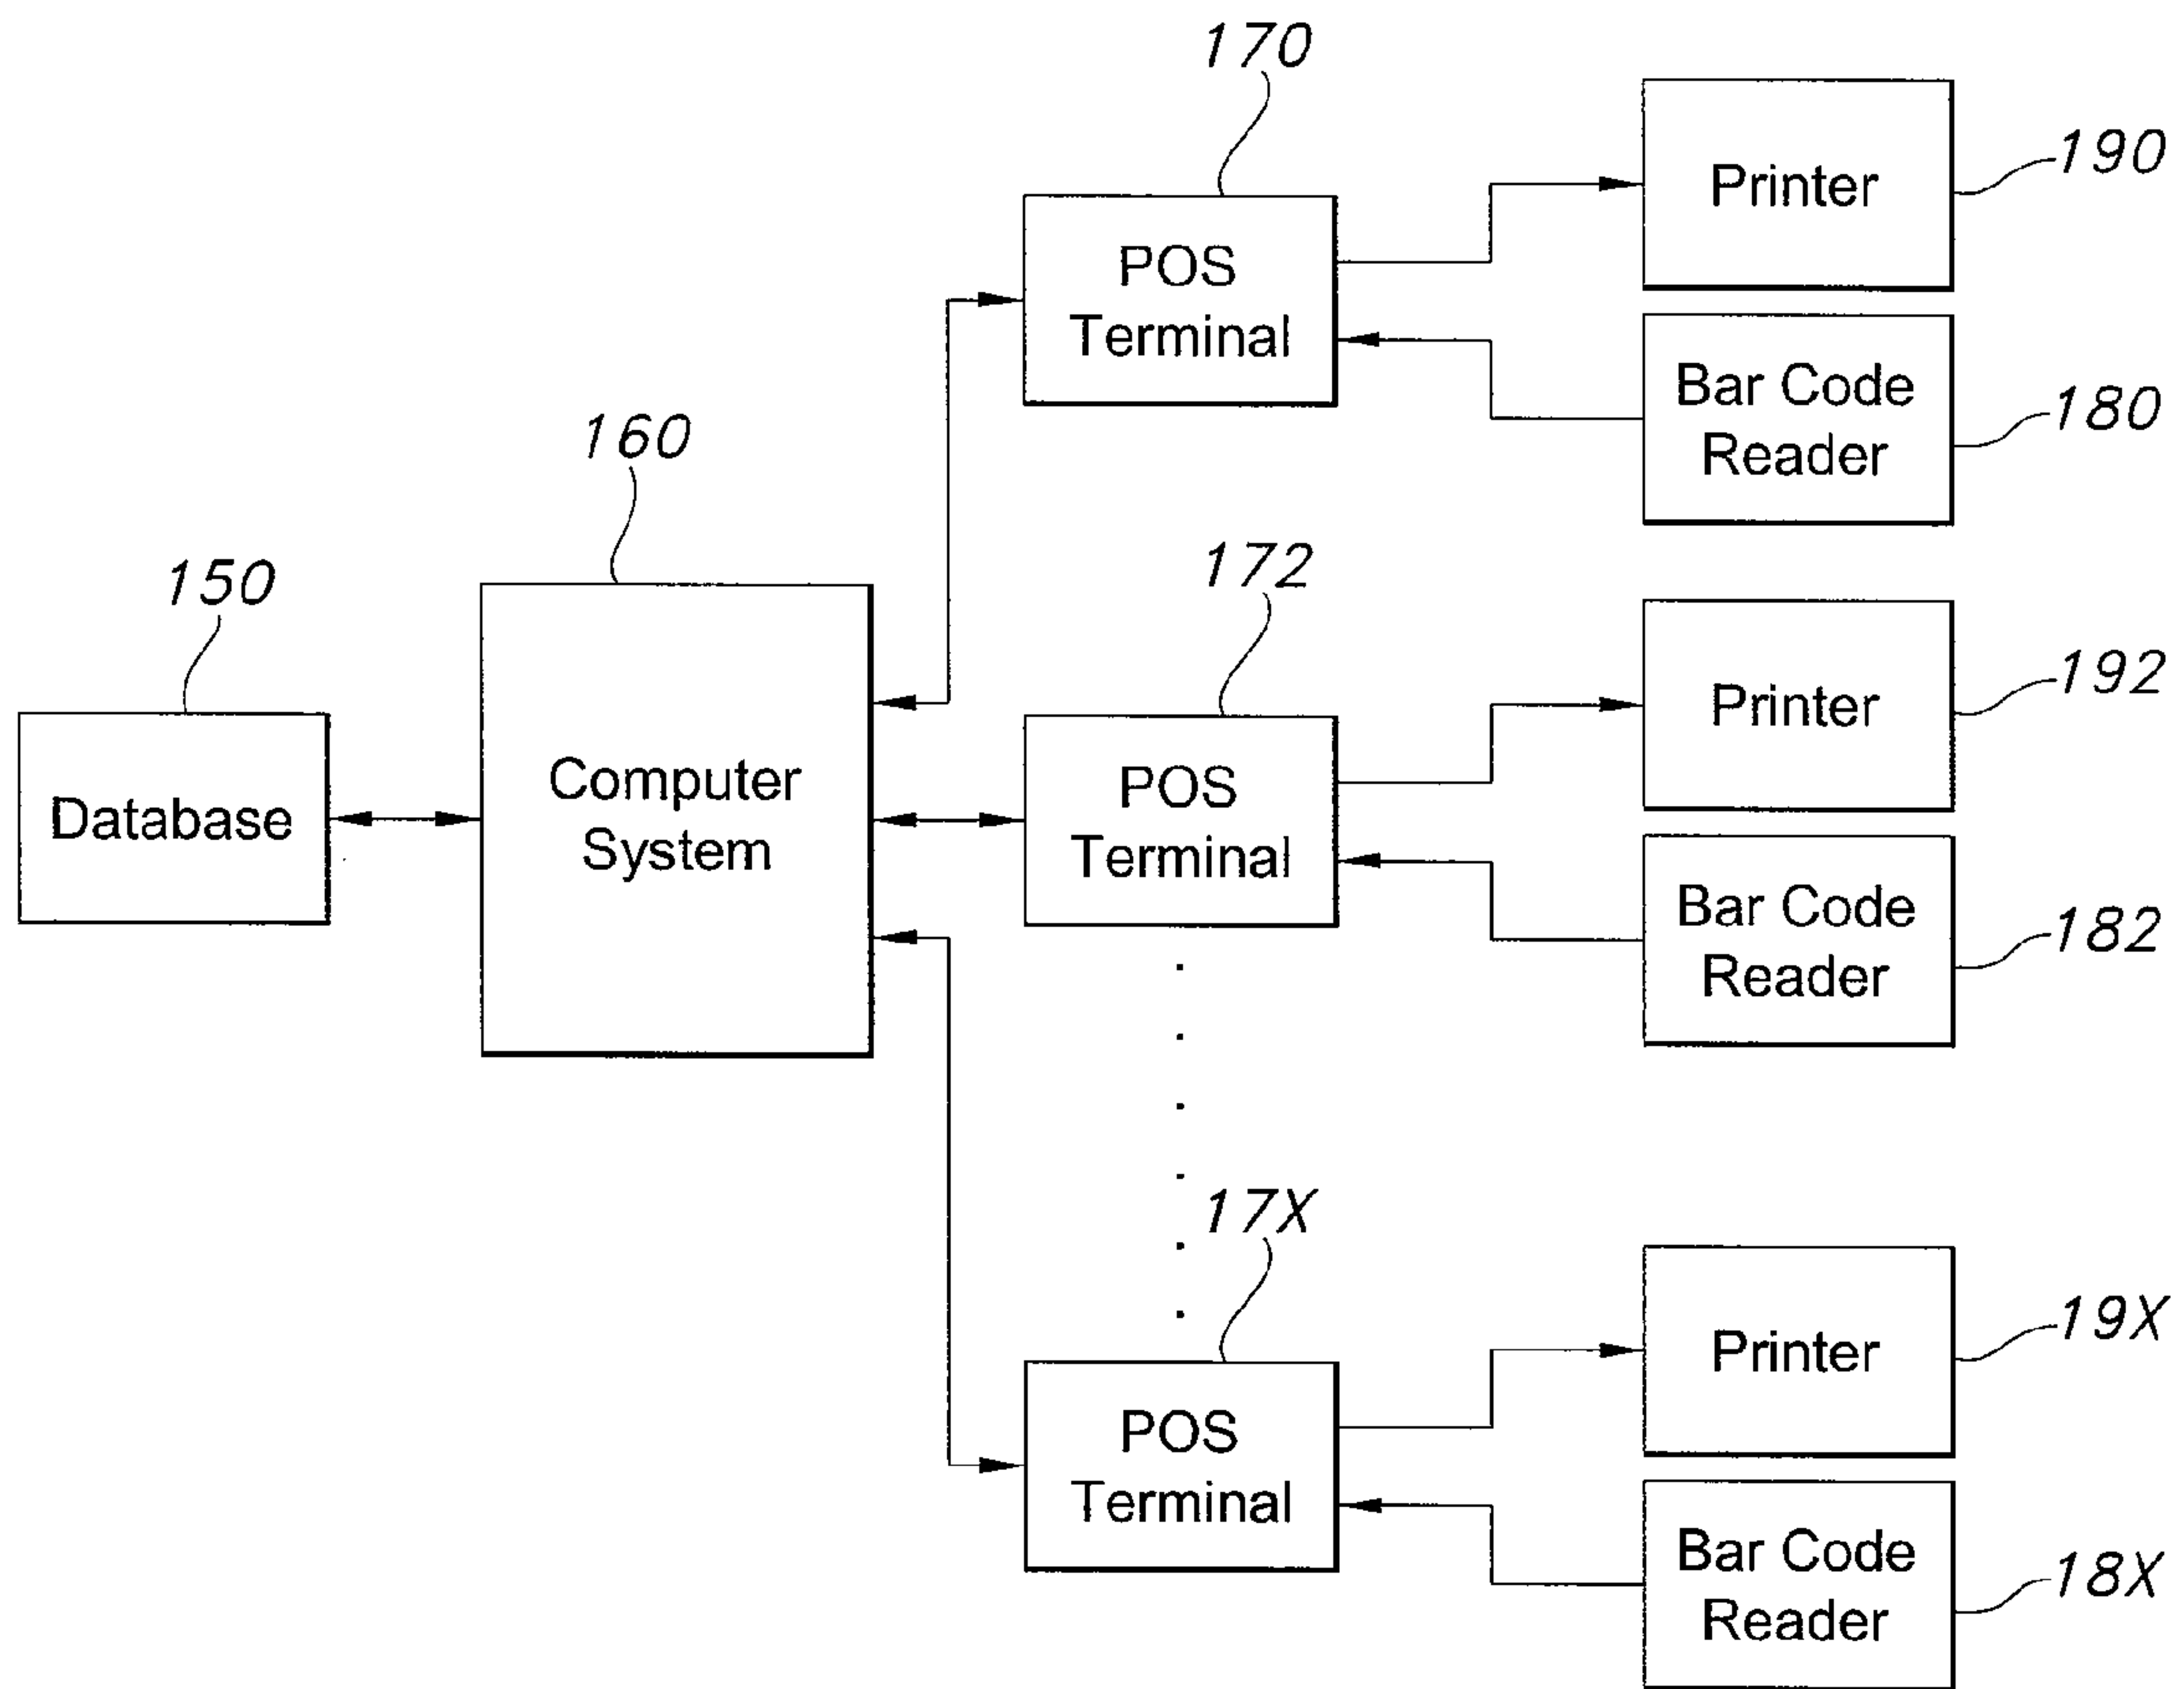 170
190
Printer
POS
Terminal
Bar Code
Reader
180
160
150
172
192
Printer
Database
Computer
System
POS
Terminal
Bar Code
Reader
182
17X
19X
Printer
POS
Terminal
Bar Code
Reader
18X